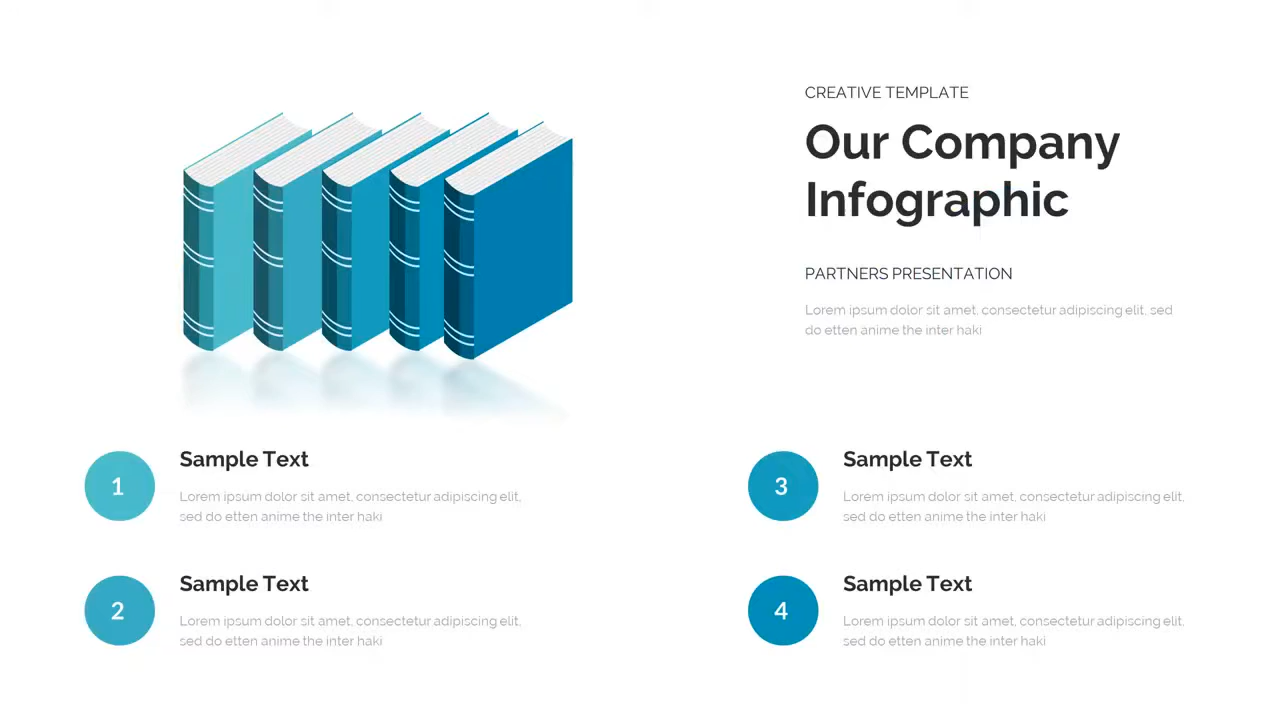 CREATIVE TEMPLATE
Our Company
Infographic
PARTNERS PRESENTATION
Lorem ipsum dolor sit amet, consectetur adipiscing elit, sed
do etten anime the inter haki
1
Sample Text
Lorem ipsum dolor sit amet, consectetur adipiscing elit,
sed do etten anime the inter haki
2
Sample Text
Lorem ipsum dolor sit amet, consectetur adipiscing elit,
sed do etten anime the inter haki
3
Sample Text
Lorem ipsum dolor sit amet, consectetur adipiscing elit,
sed do etten anime the inter haki
4
Sample Text
Lorem ipsum dolor sit amet, consectetur adipiscing elit,
sed do etten anime the inter haki